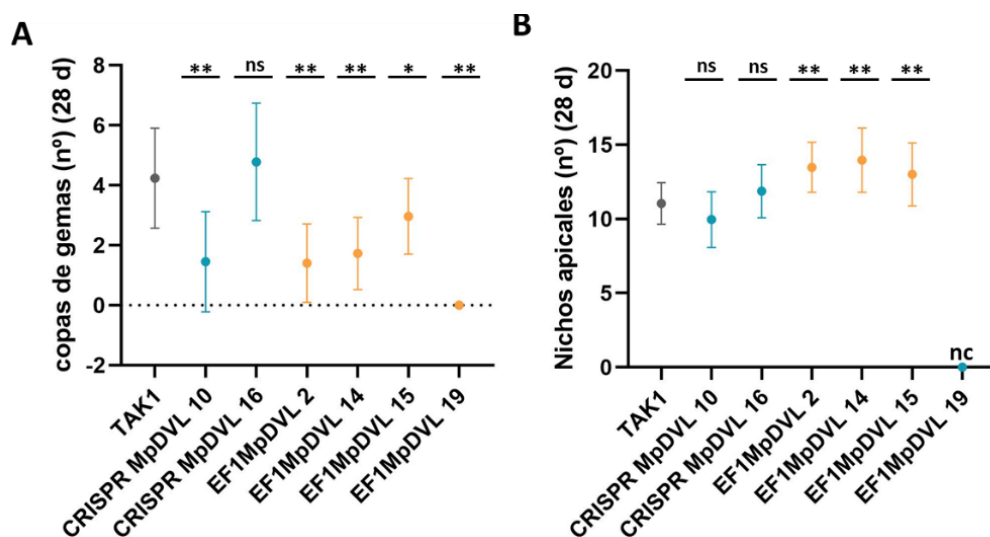 A
copas de gemas (nº) (28 d)
8
6
4
2
0
-2
** ns ** ** * **
TAK1
CRISPR MpDVL 10
CRISPR MpDVL 16
EF1MpDVL 2
EF1MpDVL 14
EF1MpDVL 15
EF1MpDVL 19
B
Nichos apicales (nº) (28 d)
20
15
10
5
0
ns ns ** ** **
nc
TAK1
CRISPR MpDVL 10
CRISPR MpDVL 16
EF1MpDVL 2
EF1MpDVL 14
EF1MpDVL 15
EF1MpDVL 19